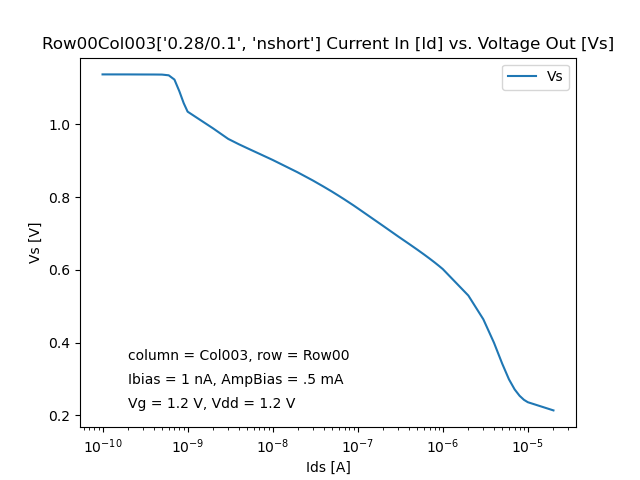 Row00Col003['0.28/0.1', 'nshort'] Current In [Id] vs. Voltage Out [Vs]
Vs
1.0
0.8
0.6
0.4
0.2
Vs [V]
column = Col003, row = Row00
Ibias = 1 nA, AmpBias = .5 mA
Vg = 1.2 V, Vdd = 1.2 V
10⁻¹⁰ 10⁻⁹ 10⁻⁸ 10⁻⁷ 10⁻⁶ 10⁻⁵
Ids [A]